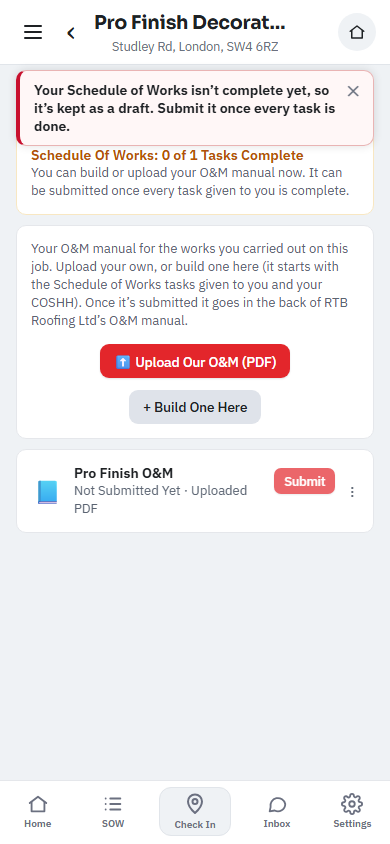 Pro Finish Decorat...
Studley Rd, London, SW4 6RZ
Your Schedule of Works isn't complete yet, so
it's kept as a draft. Submit it once every task is
done.
Schedule Of Works: 0 of 1 Tasks Complete
You can build or upload your O&M manual now. It can
be submitted once every task given to you is complete.
Your O&M manual for the works you carried out on this
job. Upload your own, or build one here (it starts with
the Schedule of Works tasks given to you and your
COSHH). Once it's submitted it goes in the back of RTB
Roofing Ltd's O&M manual.
Upload Our O&M (PDF)
+ Build One Here
Pro Finish O&M
Not Submitted Yet · Uploaded
PDF
Submit
Home
SOW
Check In
Inbox
Settings